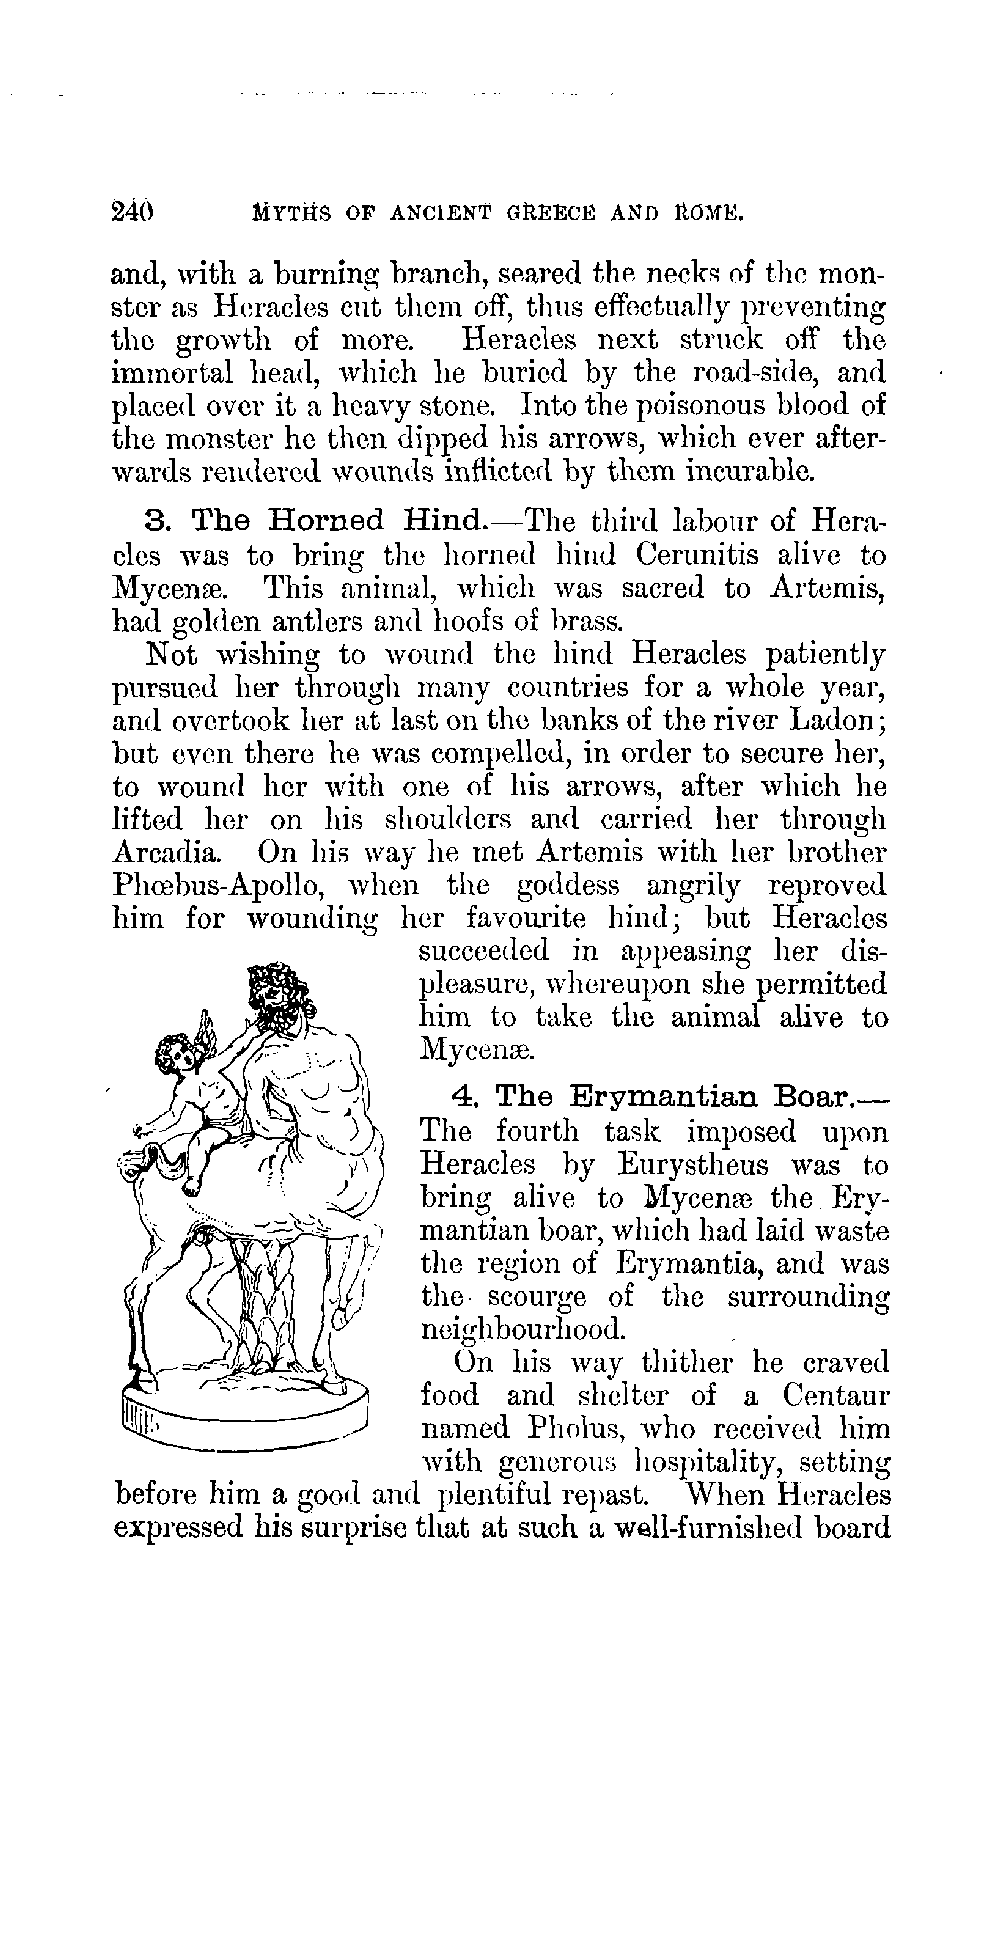 240 MYTHS OF ANCIENT GREECE AND ROME.
and, with a burning branch, seared the necks of the mon-
ster as Heracles cut them off, thus effectually preventing
the growth of more. Heracles next struck off the
immortal head, which he buried by the road-side, and
placed over it a heavy stone. Into the poisonous blood of
the monster he then dipped his arrows, which ever after-
wards rendered wounds inflicted by them incurable.
3. The Horned Hind.—The third labour of Hera-
cles was to bring the horned hind Cerunitis alive to
Mycenæ. This animal, which was sacred to Artemis,
had golden antlers and hoofs of brass.
Not wishing to wound the hind Heracles patiently
pursued her through many countries for a whole year,
and overtook her at last on the banks of the river Ladon;
but even there he was compelled, in order to secure her,
to wound her with one of his arrows, after which he
lifted her on his shoulders and carried her through
Arcadia. On his way he met Artemis with her brother
Phœbus-Apollo, when the goddess angrily reproved
him for wounding her favourite hind; but Heracles
succeeded in appeasing her dis-
pleasure, whereupon she permitted
him to take the animal alive to
Mycenæ.
4. The Erymantian Boar.—
The fourth task imposed upon
Heracles by Eurystheus was to
bring alive to Mycenæ the Ery-
mantian boar, which had laid waste
the region of Erymantia, and was
the scourge of the surrounding
neighbourhood.
On his way thither he craved
food and shelter of a Centaur
named Pholus, who received him
with generous hospitality, setting
before him a good and plentiful repast. When Heracles
expressed his surprise that at such a well-furnished board